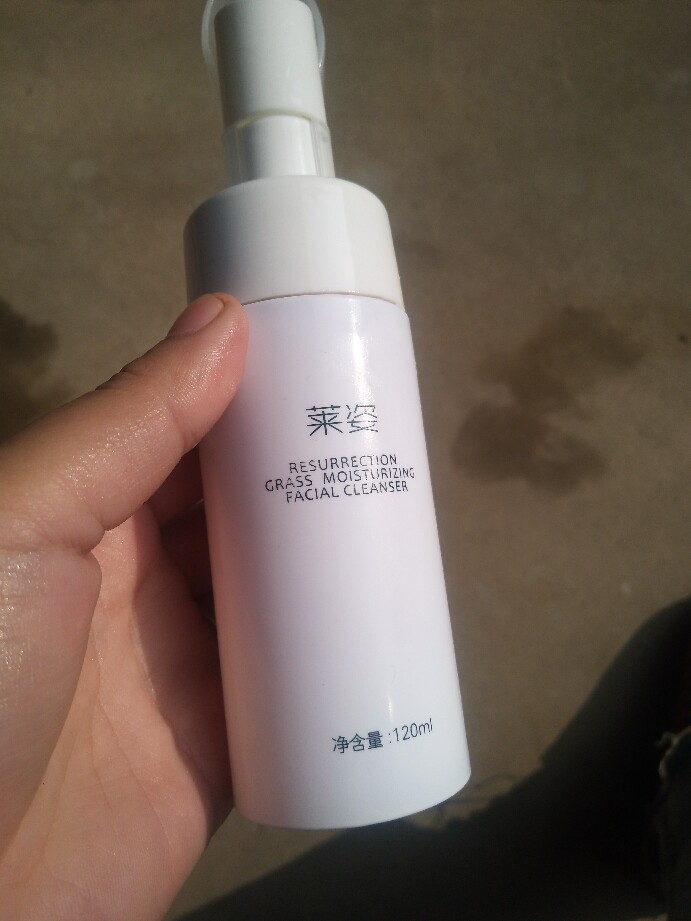 莱姿
RESURRECTION
GRASS MOISTURIZING
FACIAL CLEANSER
净含量:120ml